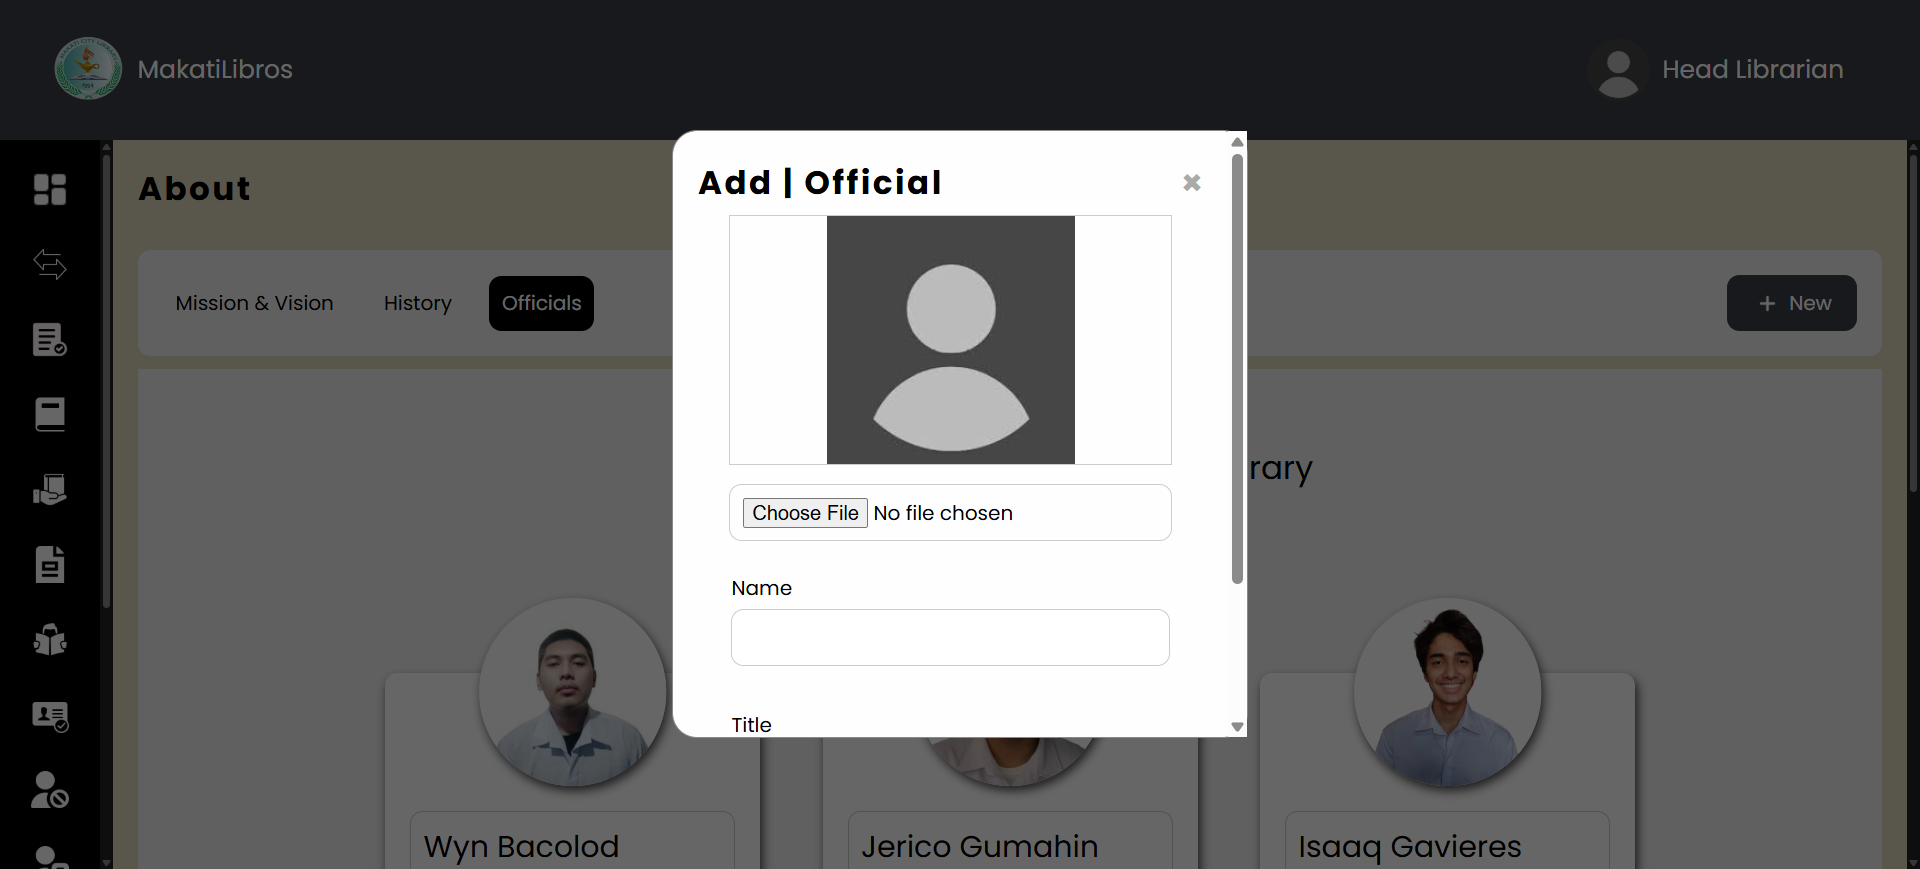 MakatiLibros
Head Librarian
About
Mission & Vision
History
Officials
+ New
Add | Official
Choose File No file chosen
Name
Title
rary
Wyn Bacolod
Jerico Gumahin
Isaaq Gavieres